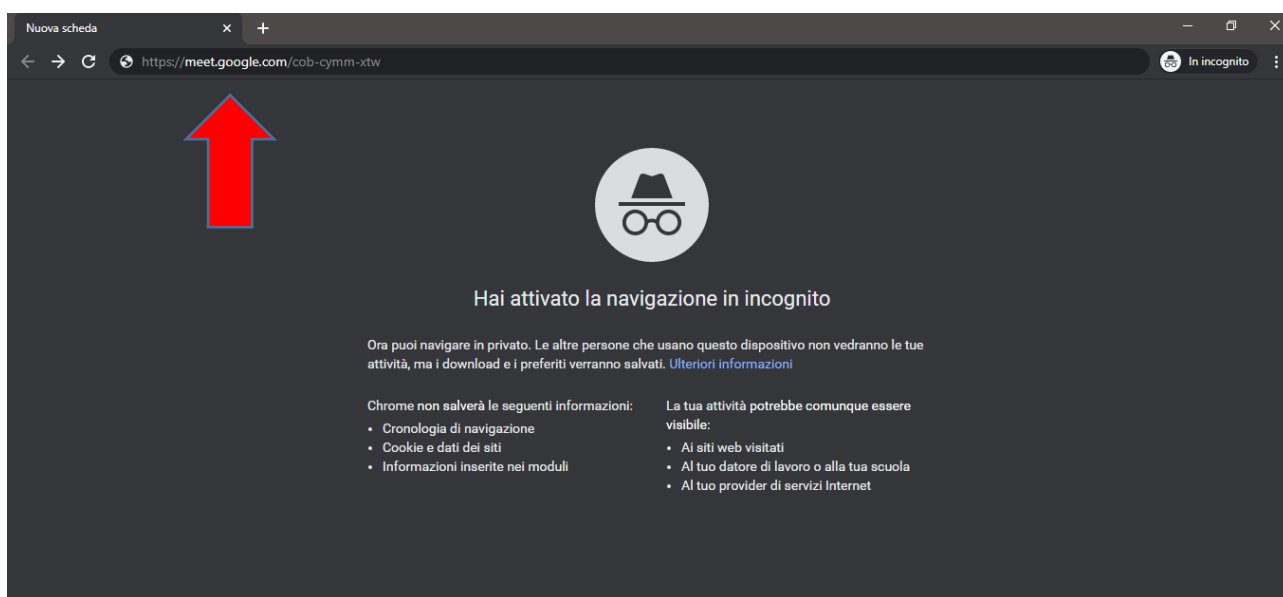 Nuova scheda
https://meet.google.com/cob-cymm-xtw
In incognito
Hai attivato la navigazione in incognito
Ora puoi navigare in privato. Le altre persone che usano questo dispositivo non vedranno le tue
attività, ma i download e i preferiti verranno salvati. Ulteriori informazioni
Chrome non salverà le seguenti informazioni:
• Cronologia di navigazione
• Cookie e dati dei siti
• Informazioni inserite nei moduli
La tua attività potrebbe comunque essere
visibile:
• Ai siti web visitati
• Al tuo datore di lavoro o alla tua scuola
• Al tuo provider di servizi Internet